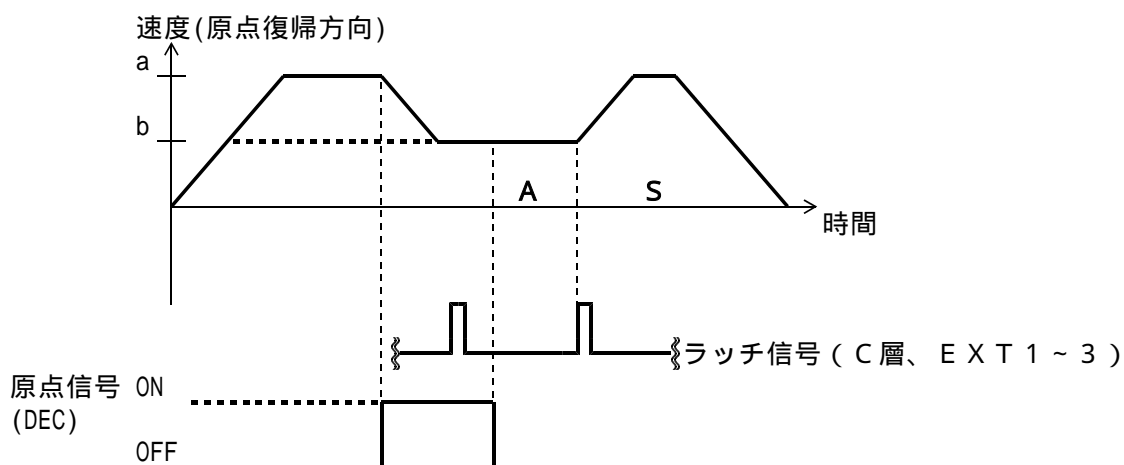 速度(原点復帰方向)
a
b
A S
時間
ラッチ信号(C層、EXT1~3)
原点信号 ON
(DEC)
OFF